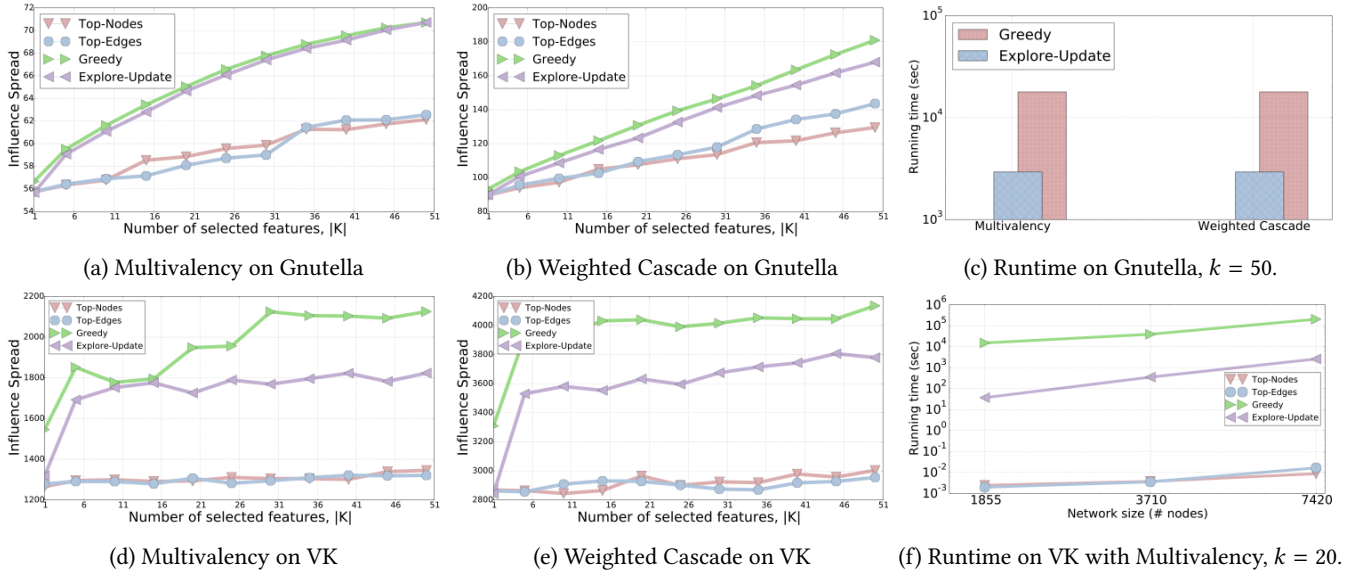 72
70
68
66
64
62
60
58
56
54
Influence Spread
Top-Nodes
Top-Edges
Greedy
Explore-Update
1 6 11 16 21 26 31 36 41 46 51
Number of selected features, |K|
(a) Multivalency on Gnutella
200
180
160
140
120
100
80
Influence Spread
Top-Nodes
Top-Edges
Greedy
Explore-Update
1 6 11 16 21 26 31 36 41 46 51
Number of selected features, |K|
(b) Weighted Cascade on Gnutella
10^5
10^4
10^3
Running time (sec)
Greedy
Explore-Update
Multivalency Weighted Cascade
(c) Runtime on Gnutella, k = 50.
2200
2000
1800
1600
1400
1200
Influence Spread
Top-Nodes
Top-Edges
Greedy
Explore-Update
1 6 11 16 21 26 31 36 41 46 51
Number of selected features, |K|
(d) Multivalency on VK
4200
4000
3800
3600
3400
3200
3000
2800
Influence Spread
Top-Nodes
Top-Edges
Greedy
Explore-Update
1 6 11 16 21 26 31 36 41 46 51
Number of selected features, |K|
(e) Weighted Cascade on VK
10^6
10^5
10^4
10^3
10^2
10^1
10^0
10^-1
10^-2
10^-3
Running time (sec)
Top-Nodes
Top-Edges
Greedy
Explore-Update
1855 3710 7420
Network size (# nodes)
(f) Runtime on VK with Multivalency, k = 20.